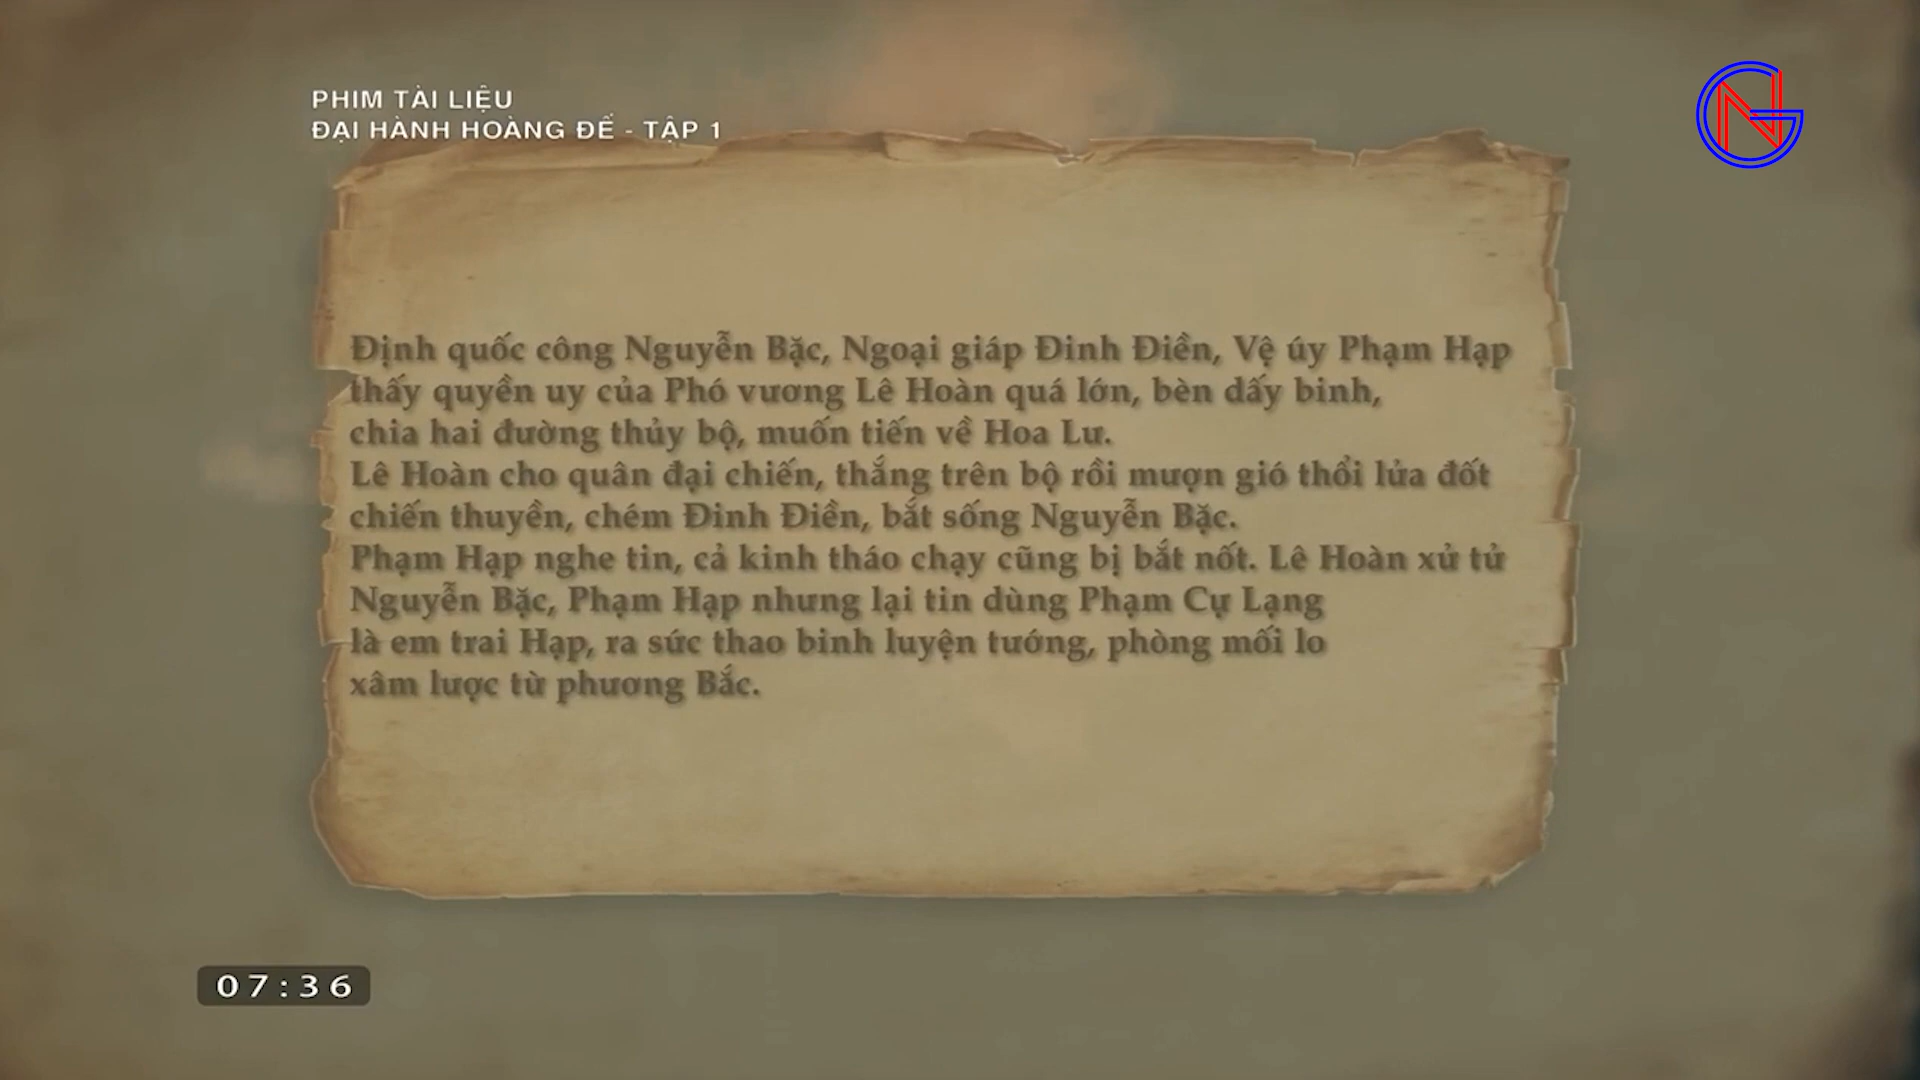 PHIM TÀI LIỆU
ĐẠI HÀNH HOÀNG ĐẾ - TẬP 1
Định quốc công Nguyễn Bặc, Ngoại giáp Đinh Điền, Vệ úy Phạm Hạp
thấy quyền uy của Phó vương Lê Hoàn quá lớn, bèn dấy binh,
chia hai đường thủy bộ, muốn tiến về Hoa Lư.
Lê Hoàn cho quân đại chiến, thắng trên bộ rồi mượn gió thổi lửa đốt
chiến thuyền, chém Đinh Điền, bắt sống Nguyễn Bặc.
Phạm Hạp nghe tin, cả kinh tháo chạy cũng bị bắt nốt. Lê Hoàn xử tử
Nguyễn Bặc, Phạm Hạp nhưng lại tin dùng Phạm Cự Lạng
là em trai Hạp, ra sức thao binh luyện tướng, phòng mối lo
xâm lược từ phương Bắc.
07:36